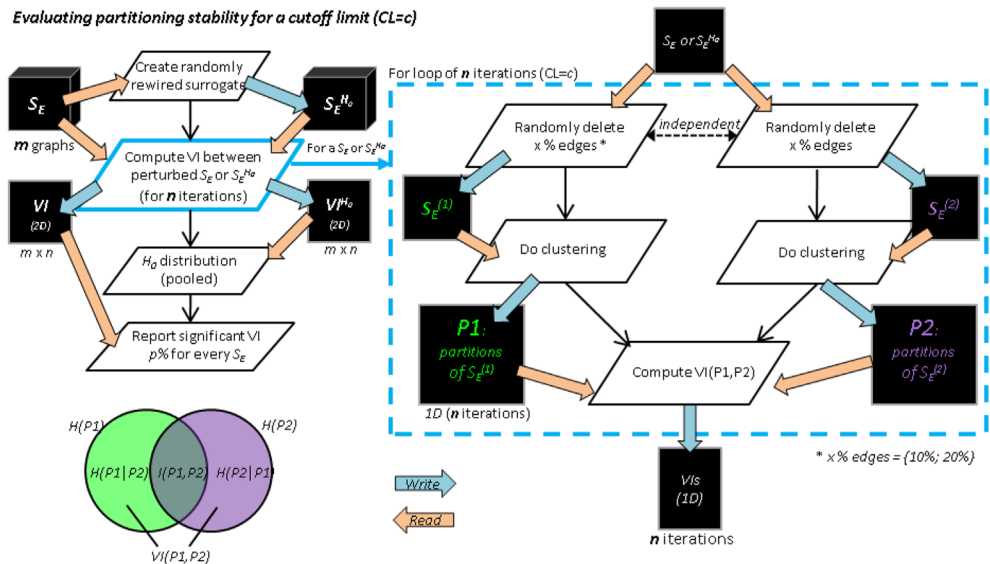 Evaluating partitioning stability for a cutoff limit (CL=c)
S_E
m graphs
Create randomly
rewired surrogate
S_E^H₀
Compute VI between
perturbed S_E or S_E^H₀
(for n iterations)
For a S_E or S_E^H₀
VI
(2D)
m x n
VI^H₀
(2D)
m x n
H₀ distribution
(pooled)
Report significant VI
p% for every S_E
H(P1)
H(P2)
H(P1|P2)
I(P1,P2)
H(P2|P1)
VI(P1,P2)
S_E or S_E^H₀
For loop of n iterations (CL=c)
Randomly delete
x % edges *
independent
Randomly delete
x % edges
S_E^(1)
S_E^(2)
Do clustering
Do clustering
P1:
partitions
of S_E^(1)
1D (n iterations)
Compute VI(P1,P2)
P2:
partitions
of S_E^(2)
* x % edges = {10%; 20%}
VIs
(1D)
n iterations
Write
Read